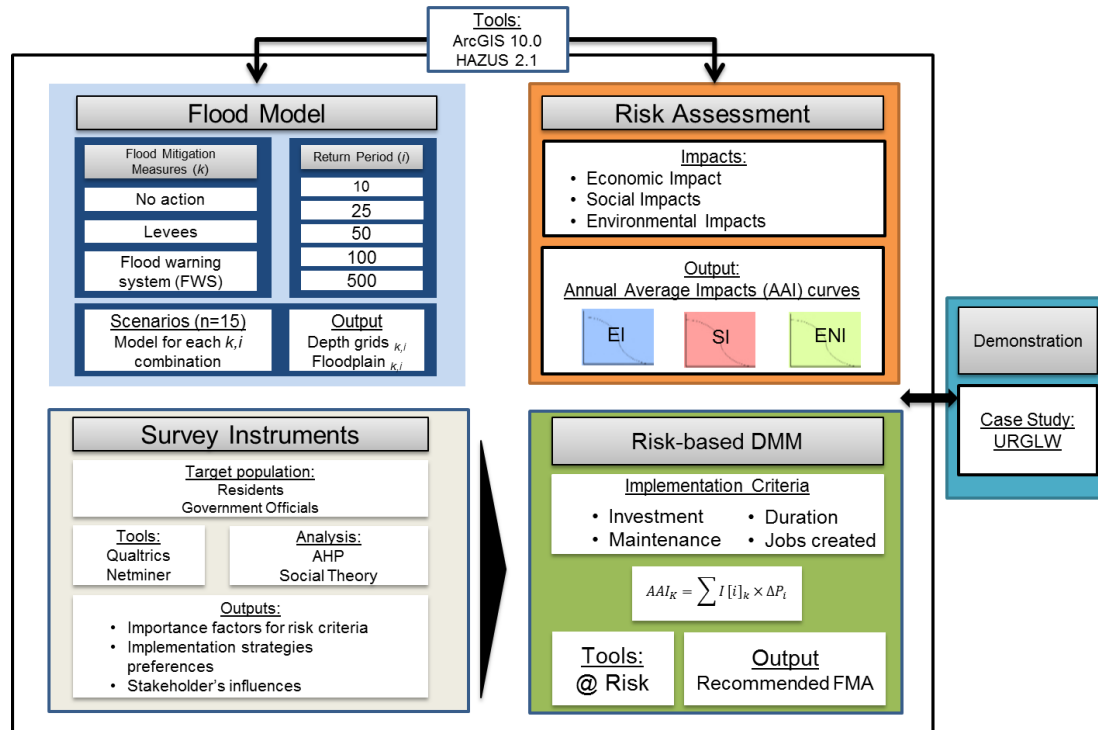 Tools:
ArcGIS 10.0
HAZUS 2.1
Flood Model
Flood Mitigation
Measures (k)
No action
Levees
Flood warning
system (FWS)
Return Period (i)
10
25
50
100
500
Scenarios (n=15)
Model for each k,i
combination
Output
Depth grids k,i
Floodplain k,i
Risk Assessment
Impacts:
• Economic Impact
• Social Impacts
• Environmental Impacts
Output:
Annual Average Impacts (AAI) curves
EI
SI
ENI
Survey Instruments
Target population:
Residents
Government Officials
Tools:
Qualtrics
Netminer
Analysis:
AHP
Social Theory
Outputs:
• Importance factors for risk criteria
• Implementation strategies
preferences
• Stakeholder's influences
Risk-based DMM
Implementation Criteria
• Investment
• Maintenance
• Duration
• Jobs created
AAI_K = ∑ I [i]_k × ΔP_i
Tools:
@ Risk
Output
Recommended FMA
Demonstration
Case Study:
URGLW